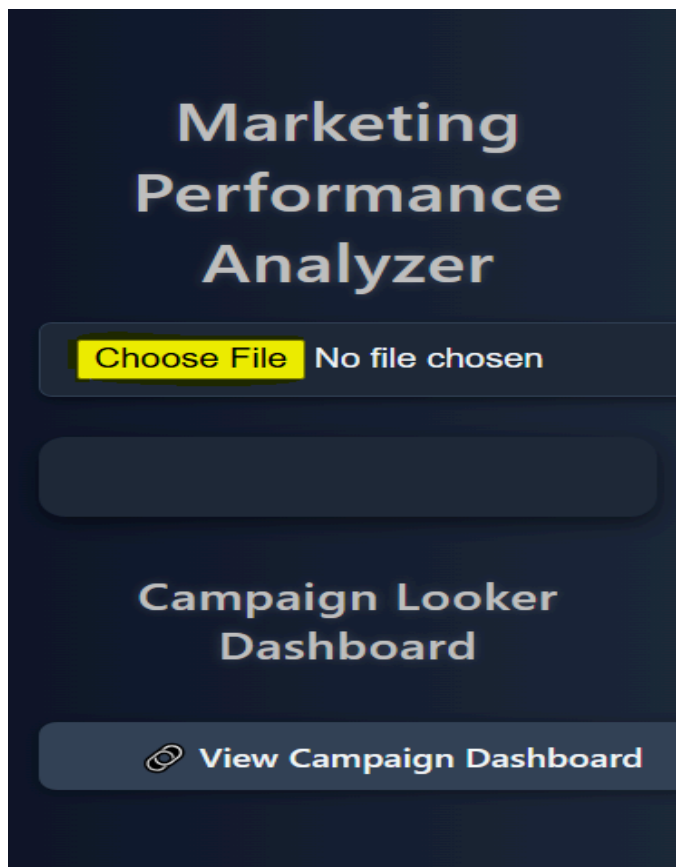 Marketing
Performance
Analyzer
Choose File No file chosen
Campaign Looker
Dashboard
View Campaign Dashboard